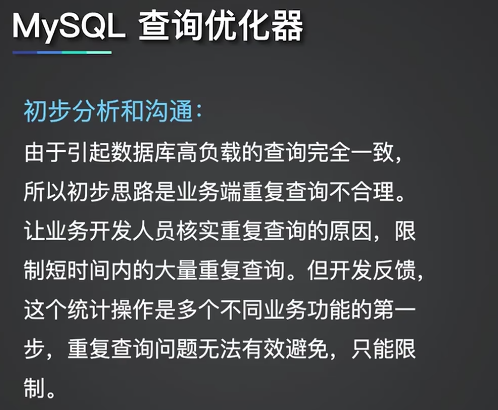 MySQL 查询优化器
初步分析和沟通：
由于引起数据库高负载的查询完全一致，
所以初步思路是业务端重复查询不合理。
让业务开发人员核实重复查询的原因，限
制短时间内的大量重复查询。但开发反馈，
这个统计操作是多个不同业务功能的第一
步，重复查询问题无法有效避免，只能限
制。